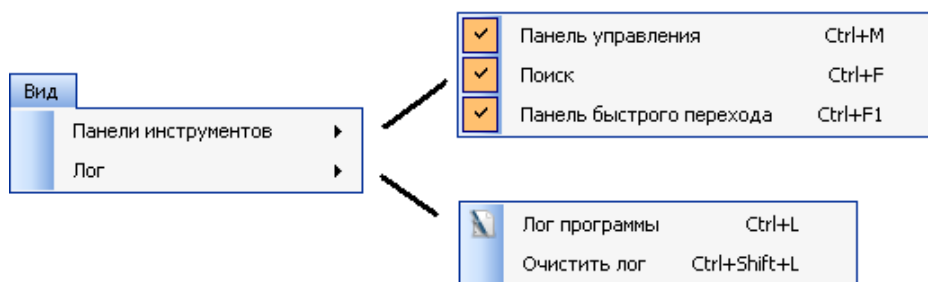 Вид
Панели инструментов
Лог
Панель управления Ctrl+M
Поиск Ctrl+F
Панель быстрого перехода Ctrl+F1
Лог программы Ctrl+L
Очистить лог Ctrl+Shift+L